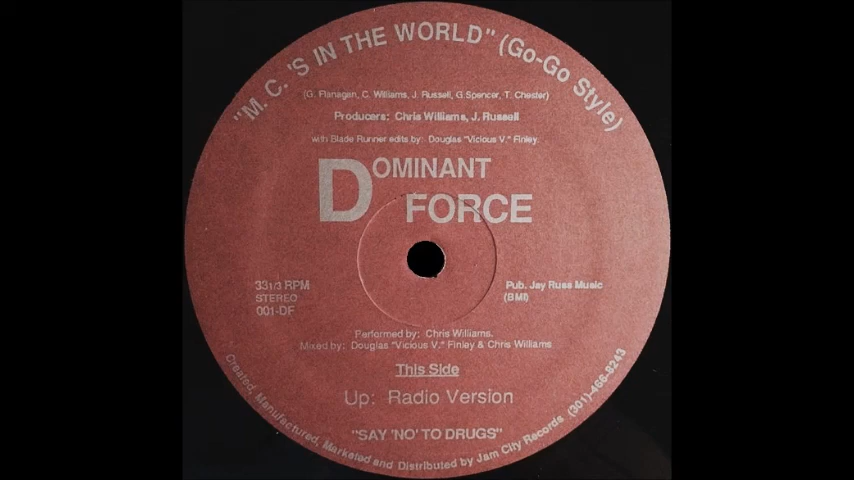 "M. C. 'S IN THE WORLD" (Go-Go Style)
(G. Flanagan, C. Williams, J. Russell, G.Spencer, T. Chester)
Producers: Chris Williams, J. Russell
with Blade Runner edits by: Douglas "Vicious V." Finley.
DOMINANT
FORCE
33 1/3 RPM
STEREO
001-DF
Pub. Jay Russ Music
(BMI)
Performed by: Chris Williams.
Mixed by: Douglas "Vicious V." Finley & Chris Williams
This Side
Up: Radio Version
"SAY 'NO' TO DRUGS"
Created, Manufactured, Marketed and Distributed by Jam City Records (301)-466-8243